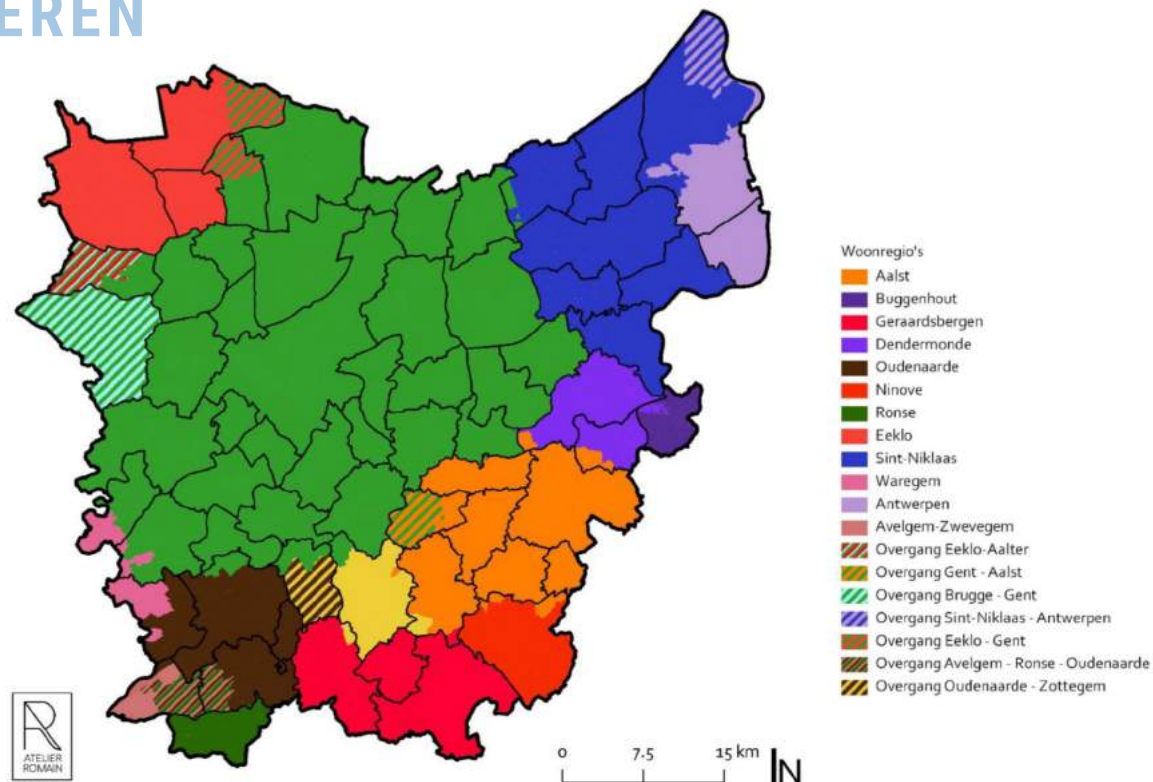 EREN
Woonregio's
Aalst
Buggenhout
Geraardsbergen
Dendermonde
Oudenaarde
Ninove
Ronse
Eeklo
Sint-Niklaas
Waregem
Antwerpen
Avelgem-Zwevegem
Overgang Eeklo-Aalter
Overgang Gent - Aalst
Overgang Brugge - Gent
Overgang Sint-Niklaas - Antwerpen
Overgang Eeklo - Gent
Overgang Avelgem - Ronse - Oudenaarde
Overgang Oudenaarde - Zottegem
R
ATELIER
ROMAIN
0 7.5 15 km
N